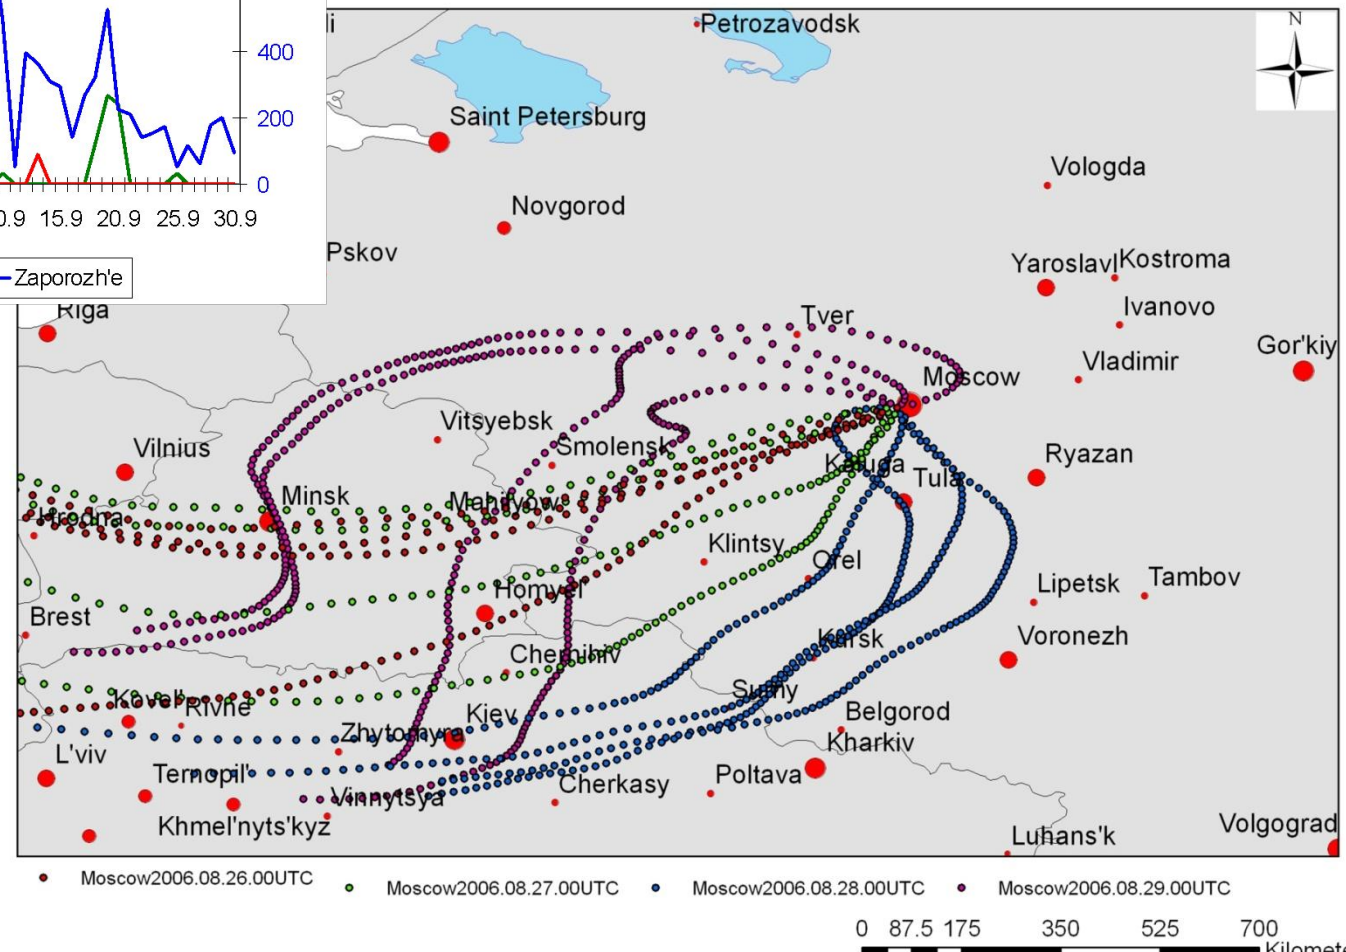 Petrozavodsk
N
400
Saint Petersburg
200
Vologda
0
15.9 20.9 25.9 30.9
Novgorod
Pskov
Yaroslavl Kostroma
Zaporozh'e
Riga
Ivanovo
Tver
Gor'kiy
Vladimir
Moscow
Vitsyebsk
Vilnius
Smolensk
Ryazan
Kaluga
Tula
Minsk
Mahilyow
Hrodna
Klintsy
Orel
Homyel'
Lipetsk
Tambov
Brest
Voronezh
Chernihiv
Kursk
Sumy
Kovel' Rivne
Kiev
Belgorod
Zhytomyra
Kharkiv
L'viv
Ternopil'
Poltava
Cherkasy
Vinnytsya
Khmel'nyts'kyz
Luhans'k
Volgograd
Moscow2006.08.26.00UTC
Moscow2006.08.27.00UTC
Moscow2006.08.28.00UTC
Moscow2006.08.29.00UTC
0 87.5 175 350 525 700